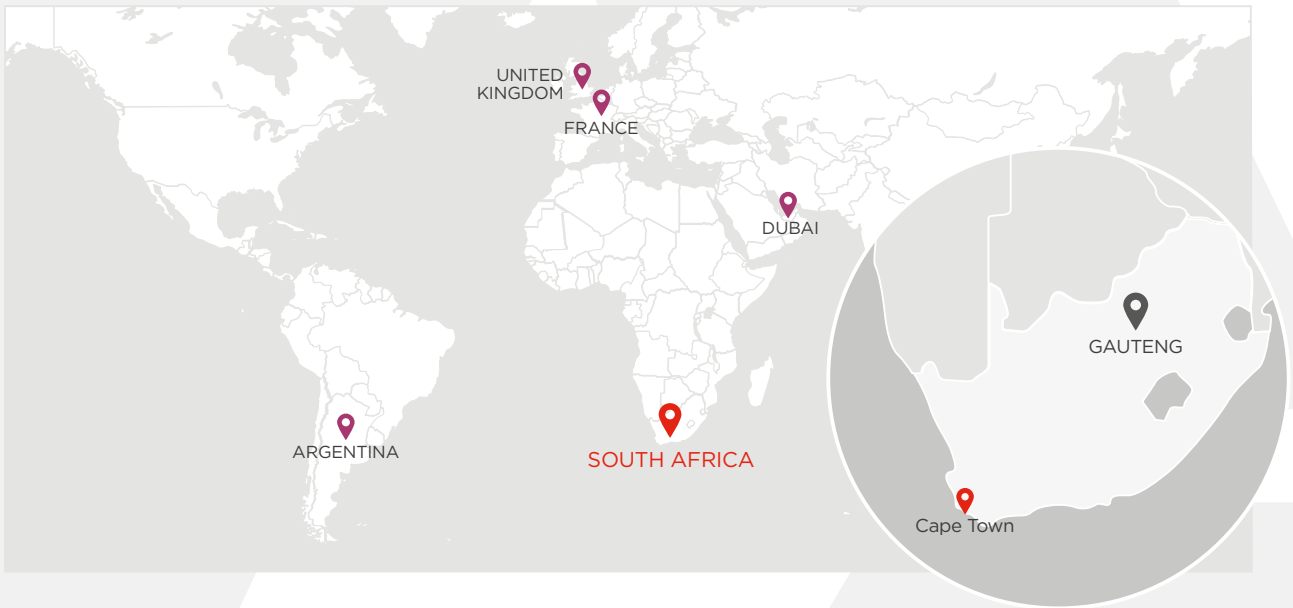 UNITED
KINGDOM
FRANCE
DUBAI
ARGENTINA
SOUTH AFRICA
GAUTENG
Cape Town